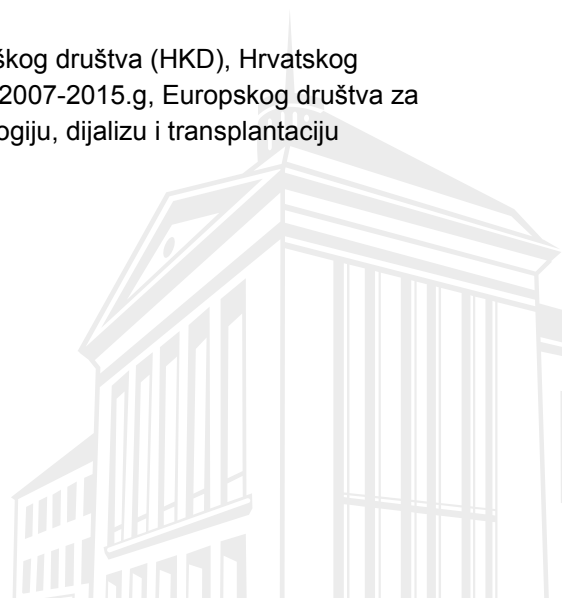 škog društva (HKD), Hrvatskog
2007-2015.g, Europskog društva za
ogiju, dijalizu i transplantaciju